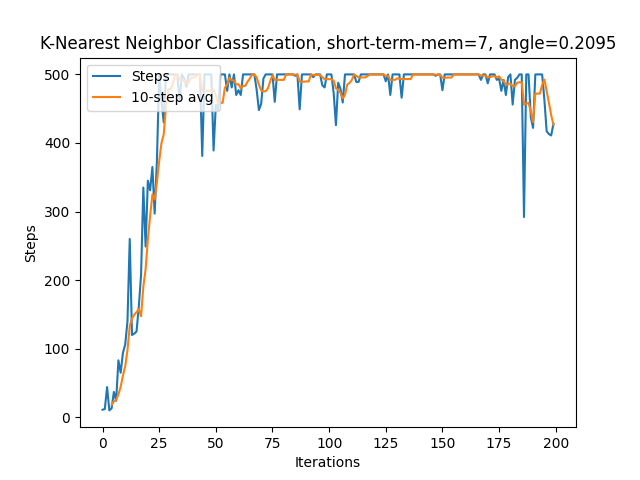 K-Nearest Neighbor Classification, short-term-mem=7, angle=0.2095
Steps
10-step avg
500
400
300
200
100
0
Steps
0 25 50 75 100 125 150 175 200
Iterations